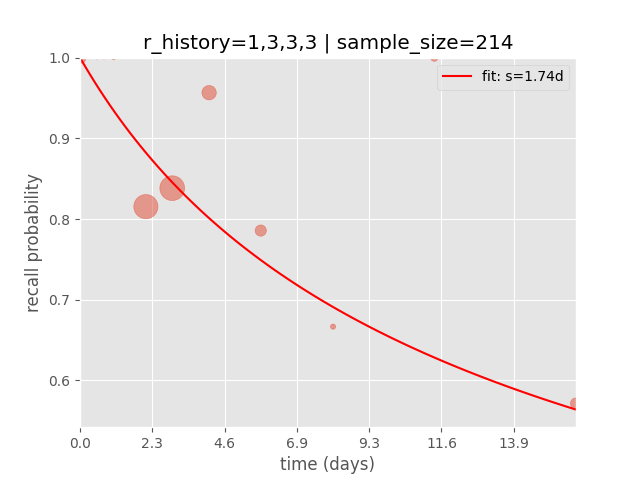 r_history=1,3,3,3 | sample_size=214
fit: s=1.74d
recall probability
1.0
0.9
0.8
0.7
0.6
0.0 2.3 4.6 6.9 9.3 11.6 13.9
time (days)